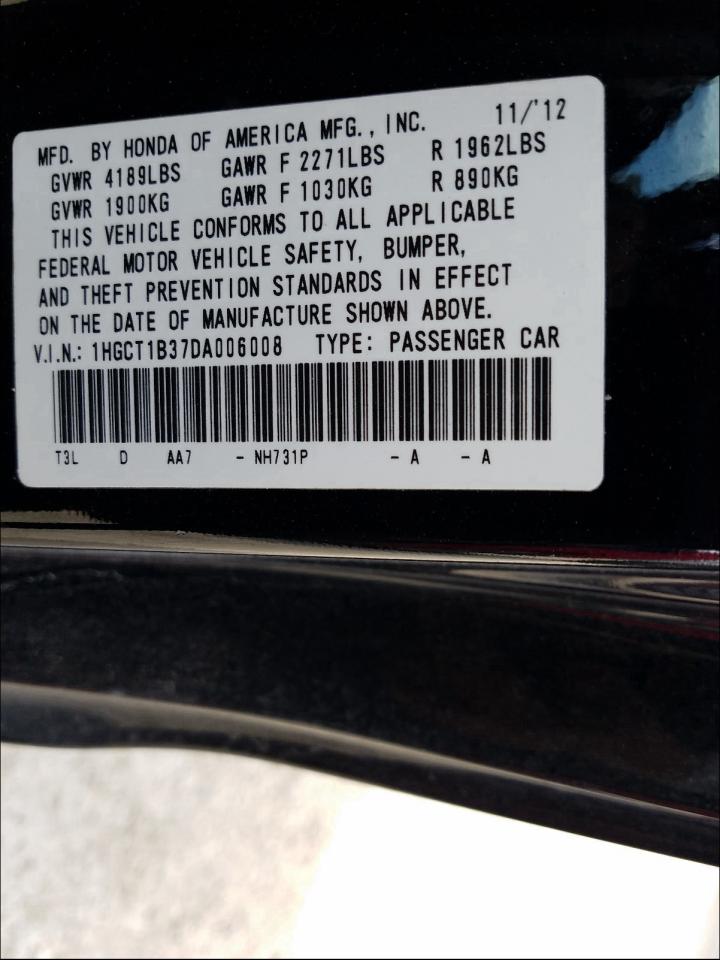 MFD. BY HONDA OF AMERICA MFG., INC. 11/'12
GVWR 4189LBS GAWR F 2271LBS R 1962LBS
GVWR 1900KG GAWR F 1030KG R 890KG
THIS VEHICLE CONFORMS TO ALL APPLICABLE
FEDERAL MOTOR VEHICLE SAFETY, BUMPER,
AND THEFT PREVENTION STANDARDS IN EFFECT
ON THE DATE OF MANUFACTURE SHOWN ABOVE.
V.I.N.: 1HGCT1B37DA006008 TYPE: PASSENGER CAR
T3L D AA7 - NH731P - A - A